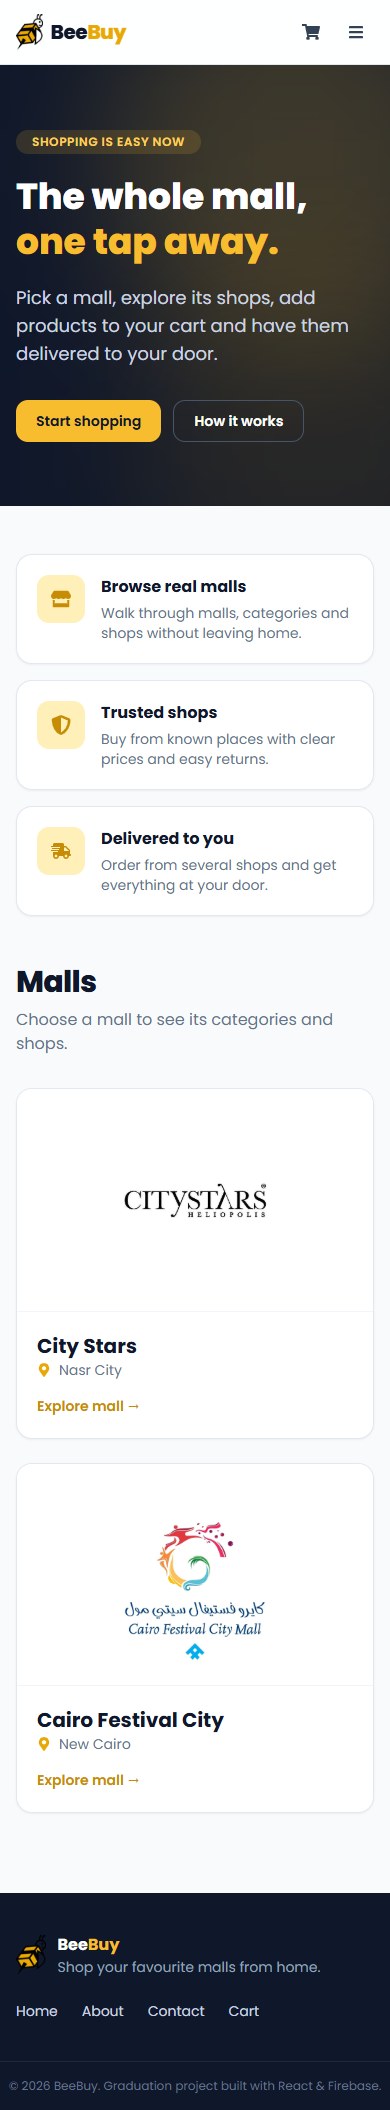 BeeBuy
SHOPPING IS EASY NOW
The whole mall,
one tap away.
Pick a mall, explore its shops, add
products to your cart and have them
delivered to your door.
Start shopping
How it works
Browse real malls
Walk through malls, categories and
shops without leaving home.
Trusted shops
Buy from known places with clear
prices and easy returns.
Delivered to you
Order from several shops and get
everything at your door.
Malls
Choose a mall to see its categories and
shops.
CITYSTARS®
HELIOPOLIS
City Stars
Nasr City
Explore mall →
كايرو فستيفال سيتي مول
Cairo Festival City Mall
Cairo Festival City
New Cairo
Explore mall →
BeeBuy
Shop your favourite malls from home.
Home About Contact Cart
© 2026 BeeBuy. Graduation project built with React & Firebase.